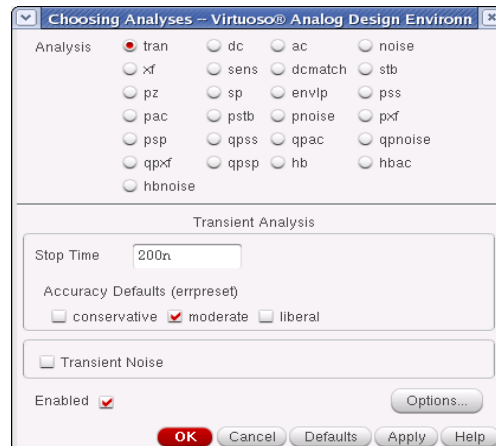 Choosing Analyses -- Virtuoso® Analog Design Environn
Analysis tran dc ac noise
xf sens dcmatch stb
pz sp envlp pss
pac pstb pnoise pxf
psp qpss qpac qpnoise
qpxf qpsp hb hbac
hbnoise
Transient Analysis
Stop Time 200n
Accuracy Defaults (errpreset)
conservative moderate liberal
Transient Noise
Enabled Options...
OK Cancel Defaults Apply Help